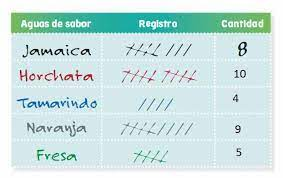 Aguas de sabor Registro Cantidad
Jamaica 8
Horchata 10
Tamarindo 4
Naranja 9
Fresa 5